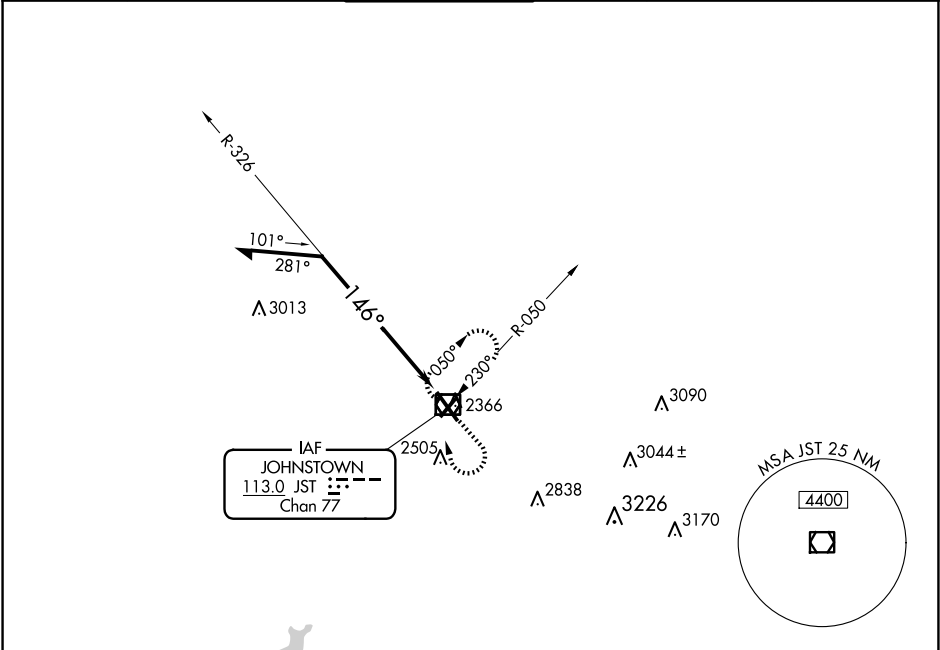 R-326
101°
281°
3013
146°
R-050
050°
230°
2366
3090
2505
3044±
MSA JST 25 NM
IAF
JOHNSTOWN
113.0 JST
Chan 77
2838
3226
3170
4400